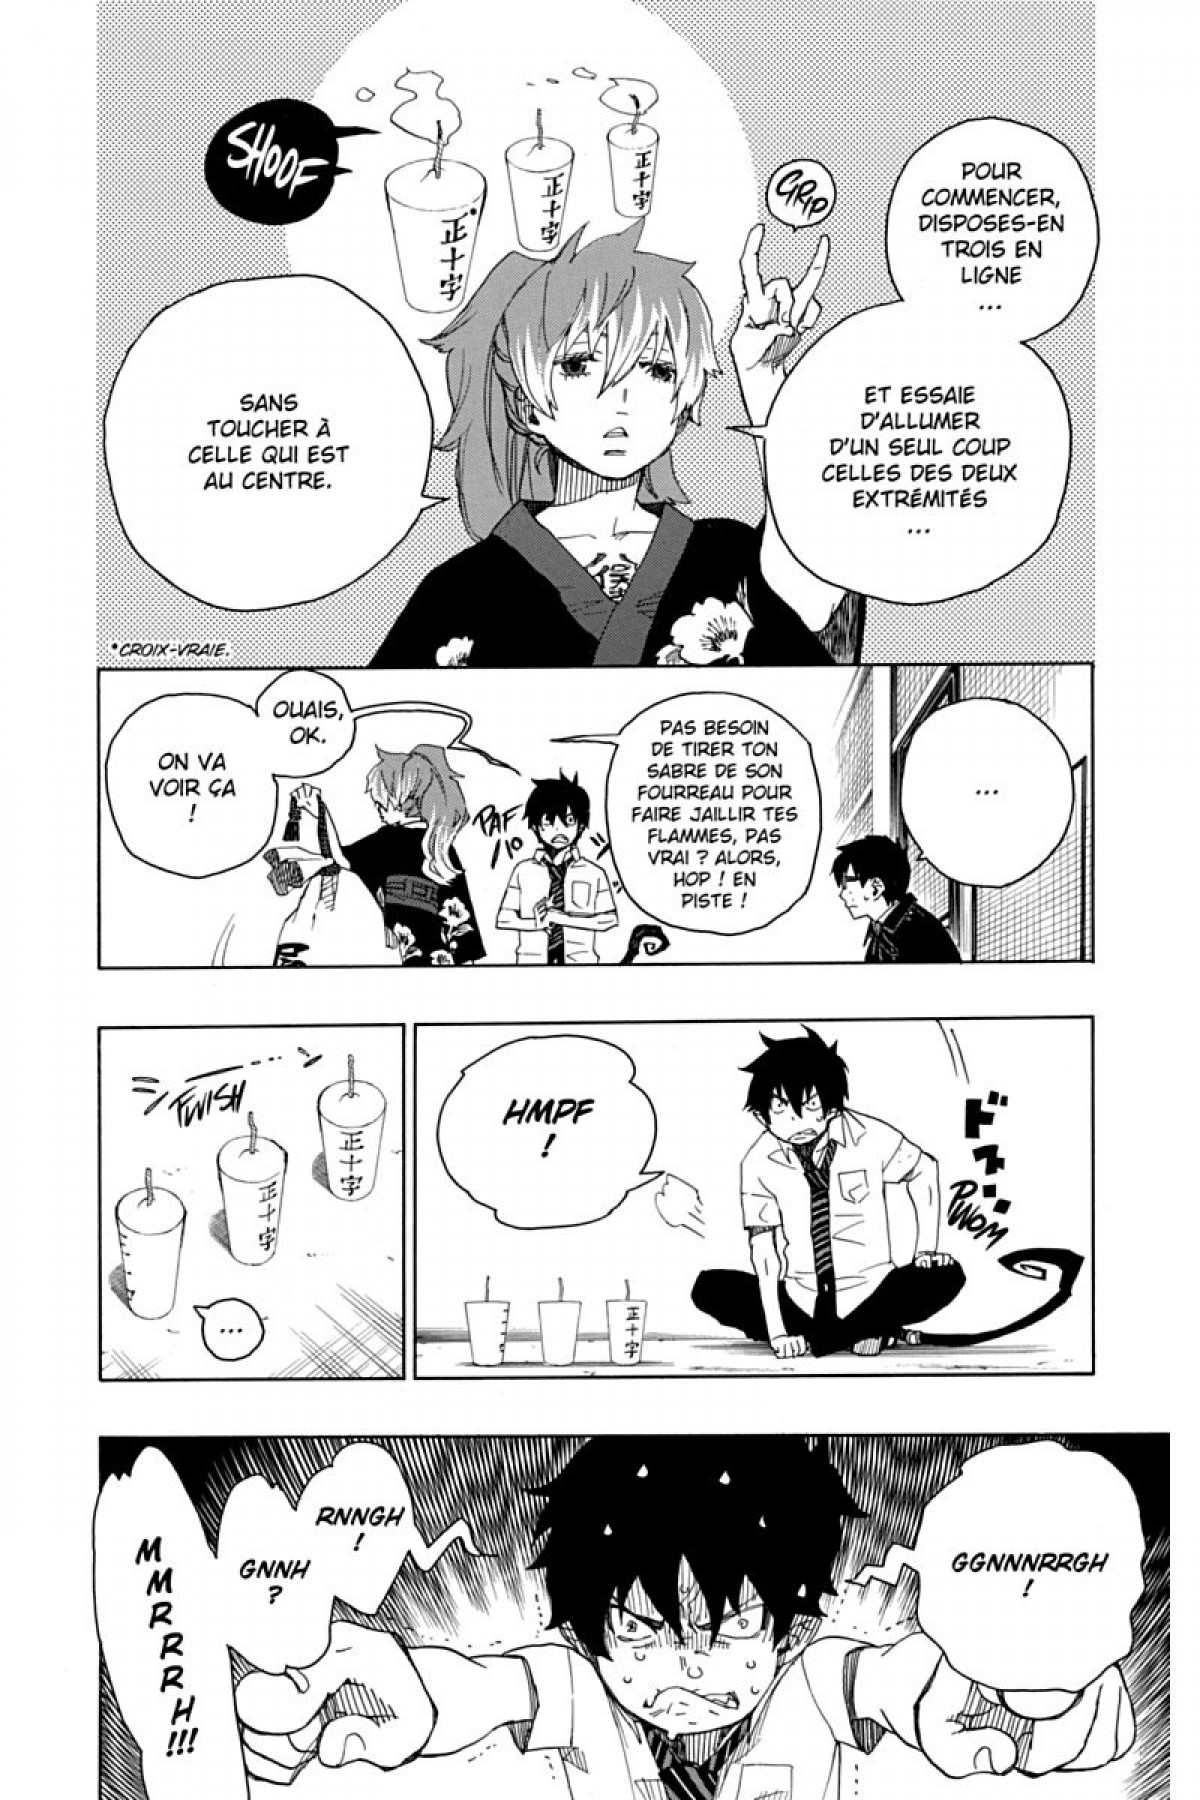 POUR
COMMENCER,
DISPOSES-EN
TROIS EN
LIGNE
...
GRIP
SHOOF
正十字*
正十字
正十字
ET ESSAIE
D'ALLUMER
D'UN SEUL COUP
CELLES DES DEUX
EXTRÉMITÉS
...
SANS
TOUCHER À
CELLE QUI EST
AU CENTRE.
*CROIX-VRAIE.
...
PAS BESOIN
DE TIRER TON
SABRE DE SON
FOURREAU POUR
FAIRE JAILLIR TES
FLAMMES, PAS
VRAI ? ALORS,
HOP ! EN
PISTE !
PAF
OUAIS,
OK.
ON VA
VOIR ÇA
!
ドドド
PWOM
HMPF
!
正十字
FWISH
正十字
正十字
...
GGNNNRRGH
!
RNNGH
!
GNNH
?
MMRRRH!!!